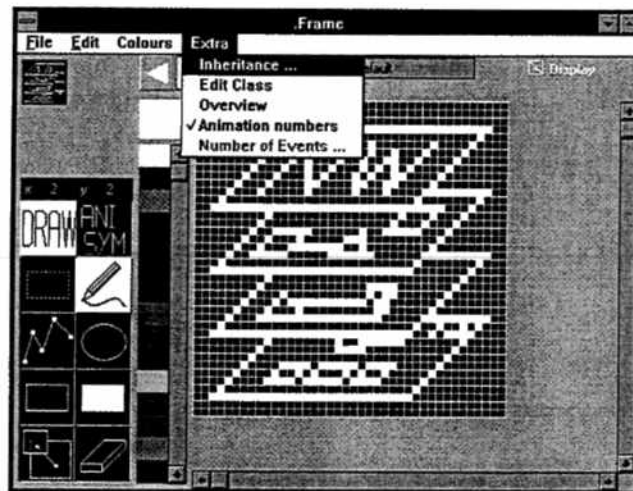 .Frame
File Edit Colours Extra
Inheritance ...
Edit Class
Overview
✓Animation numbers
Number of Events ...
Display
x 2 y 2
DRAW ANI
SYM